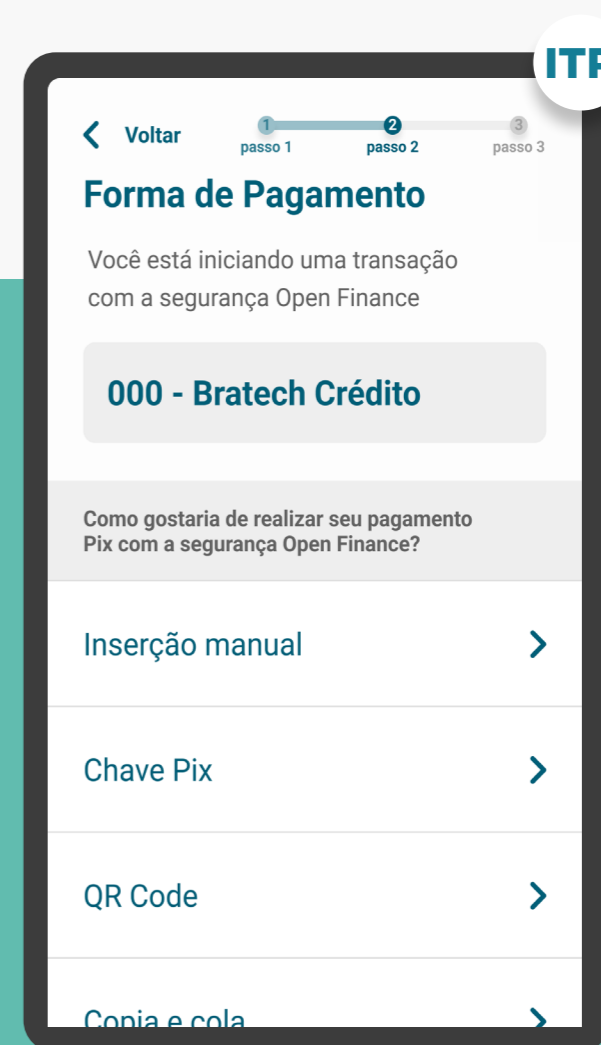 ITP
Voltar
1
2
3
passo 1
passo 2
passo 3
Forma de Pagamento
Você está iniciando uma transação
com a segurança Open Finance
000 - Bratech Crédito
Como gostaria de realizar seu pagamento
Pix com a segurança Open Finance?
Inserção manual
Chave Pix
QR Code
Copia e cola